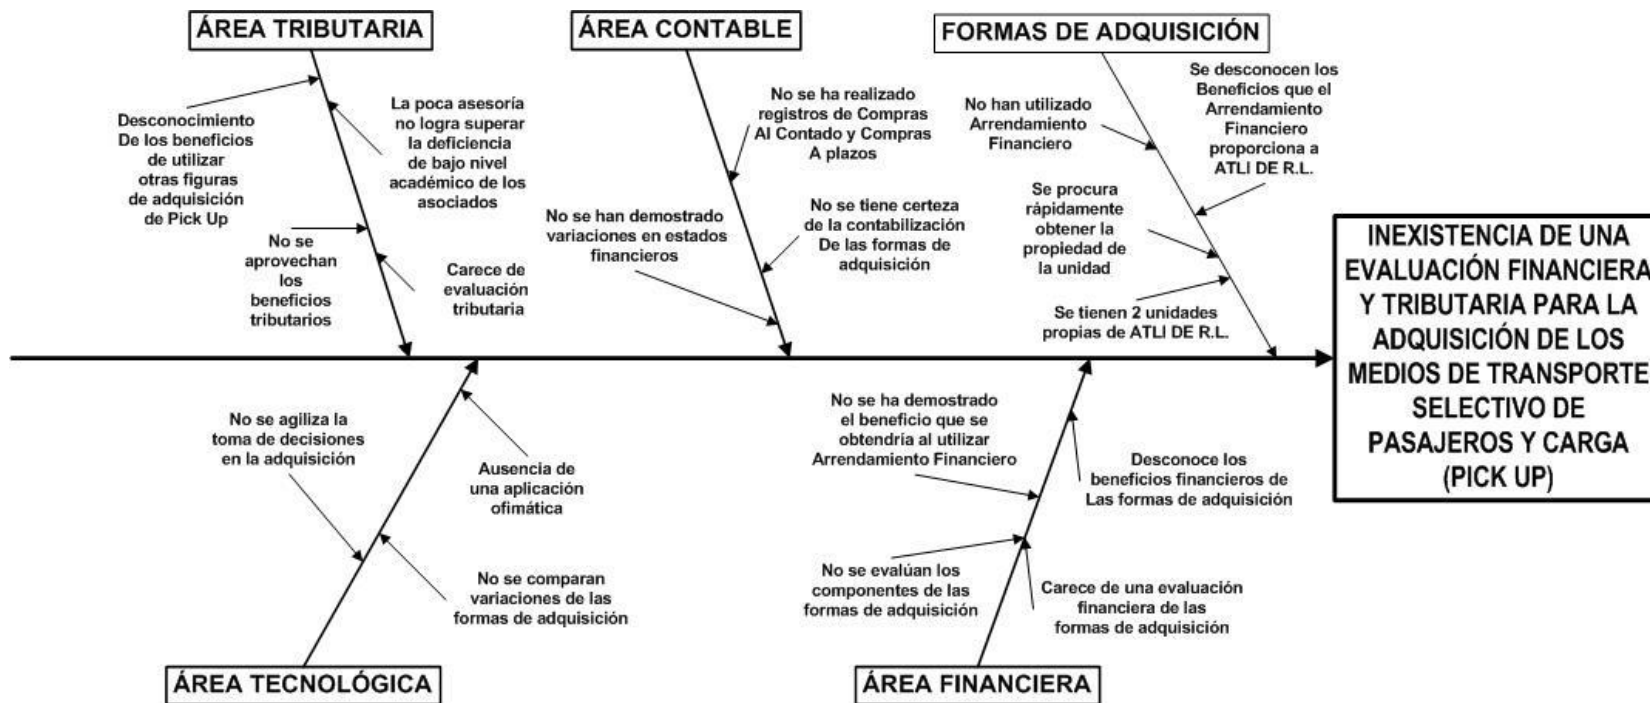 ÁREA TRIBUTARIA
Desconocimiento
De los beneficios
de utilizar
otras figuras
de adquisición
de Pick Up
La poca asesoría
no logra superar
la deficiencia
de bajo nivel
académico de los
asociados
No se
aprovechan
los
beneficios
tributarios
Carece de
evaluación
tributaria
ÁREA CONTABLE
No se ha realizado
registros de Compras
Al Contado y Compras
A plazos
No se han demostrado
variaciones en estados
financieros
No se tiene certeza
de la contabilización
De las formas de
adquisición
FORMAS DE ADQUISICIÓN
No han utilizado
Arrendamiento
Financiero
Se desconocen los
Beneficios que el
Arrendamiento
Financiero
proporciona a
ATLI DE R.L.
Se procura
ràpidamente
obtener la
propiedad de
la unidad
Se tienen 2 unidades
propias de ATLI DE R.L.
INEXISTENCIA DE UNA
EVALUACIÓN FINANCIERA
Y TRIBUTARIA PARA LA
ADQUISICIÓN DE LOS
MEDIOS DE TRANSPORTE
SELECTIVO DE
PASAJEROS Y CARGA
(PICK UP)
No se agiliza la
toma de decisiones
en la adquisición
Ausencia de
una aplicación
ofimática
No se comparan
variaciones de las
formas de adquisición
ÁREA TECNOLÓGICA
No se ha demostrado
el beneficio que se
obtendría al utilizar
Arrendamiento Financiero
Desconoce los
beneficios financieros de
Las formas de adquisición
No se evalúan los
componentes de las
formas de adquisición
Carece de una evaluación
financiera de las
formas de adquisición
ÁREA FINANCIERA